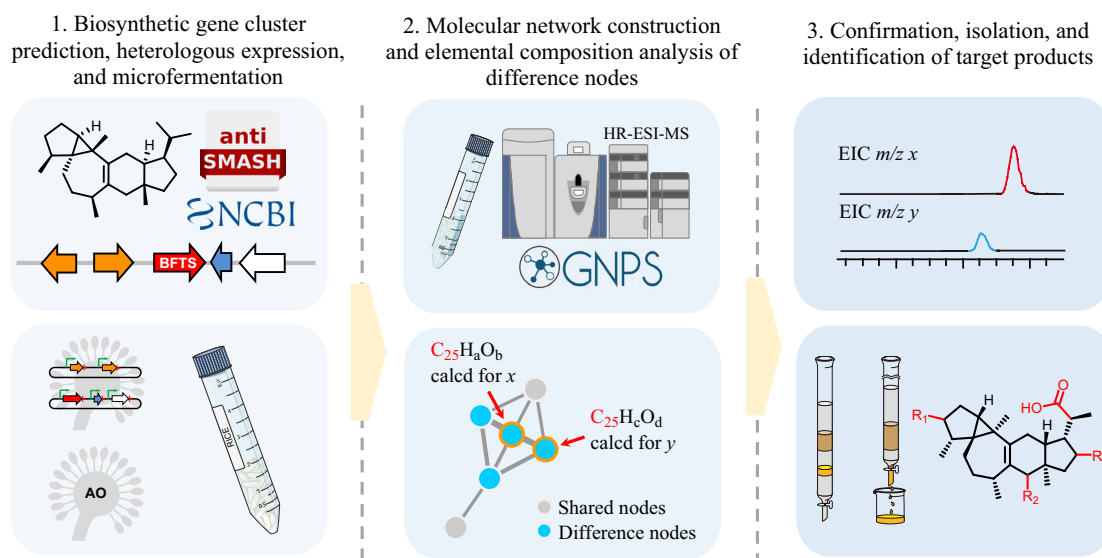 1. Biosynthetic gene cluster
prediction, heterologous expression,
and microfermentation
H
H
anti
SMASH
NCBI
BFTS
RICE
AO
2. Molecular network construction
and elemental composition analysis of
difference nodes
HR-ESI-MS
GNPS
C₂₅HₐO_b
calcd for x
C₂₅H_cO_d
calcd for y
Shared nodes
Difference nodes
3. Confirmation, isolation, and
identification of target products
EIC m/z x
EIC m/z y
O
HO
H
H
R₁
R
R₂